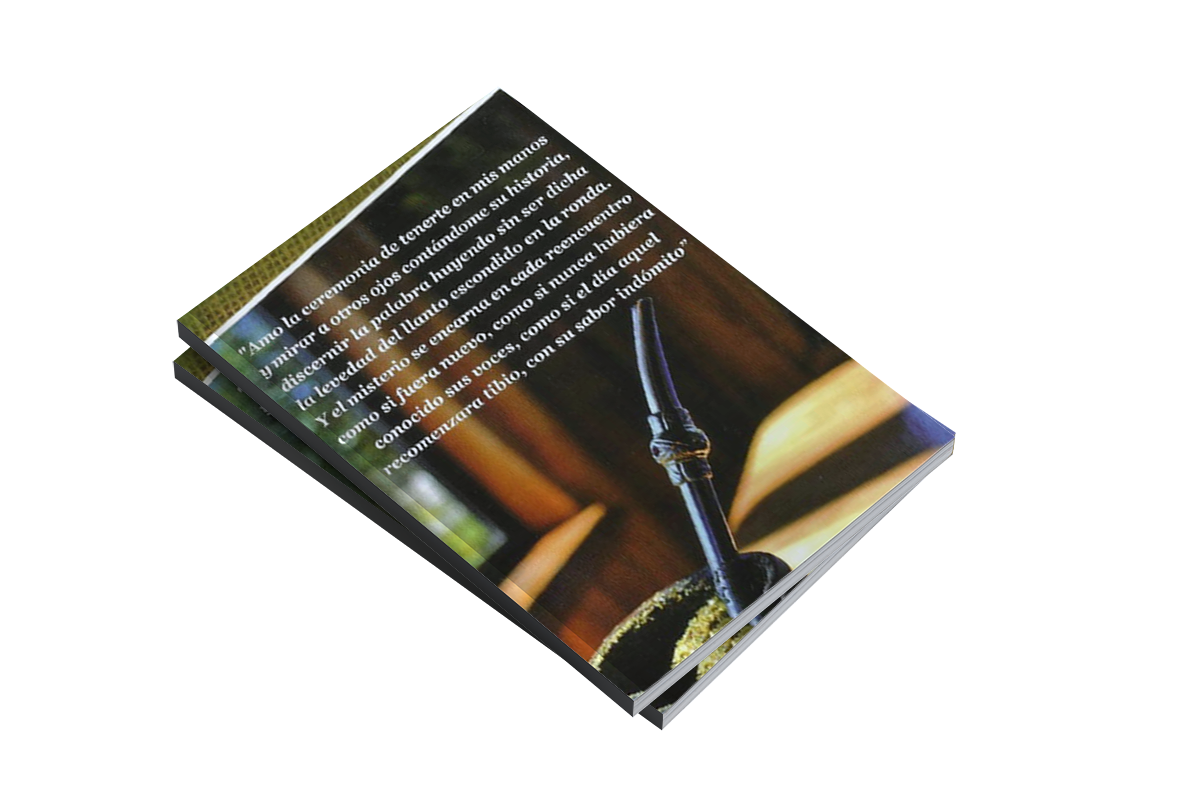 "Amo la ceremonia de tenerte en mis manos
y mirar a otros ojos contándome su historia,
discernir la palabra huyendo sin ser dicha
la levedad del llanto escondido en la ronda.
Y el misterio se encarna en cada reencuentro
como si fuera nuevo, como si nunca hubiera
conocido sus voces, como si el día aquel
recomenzara tibio, con su sabor indómito"